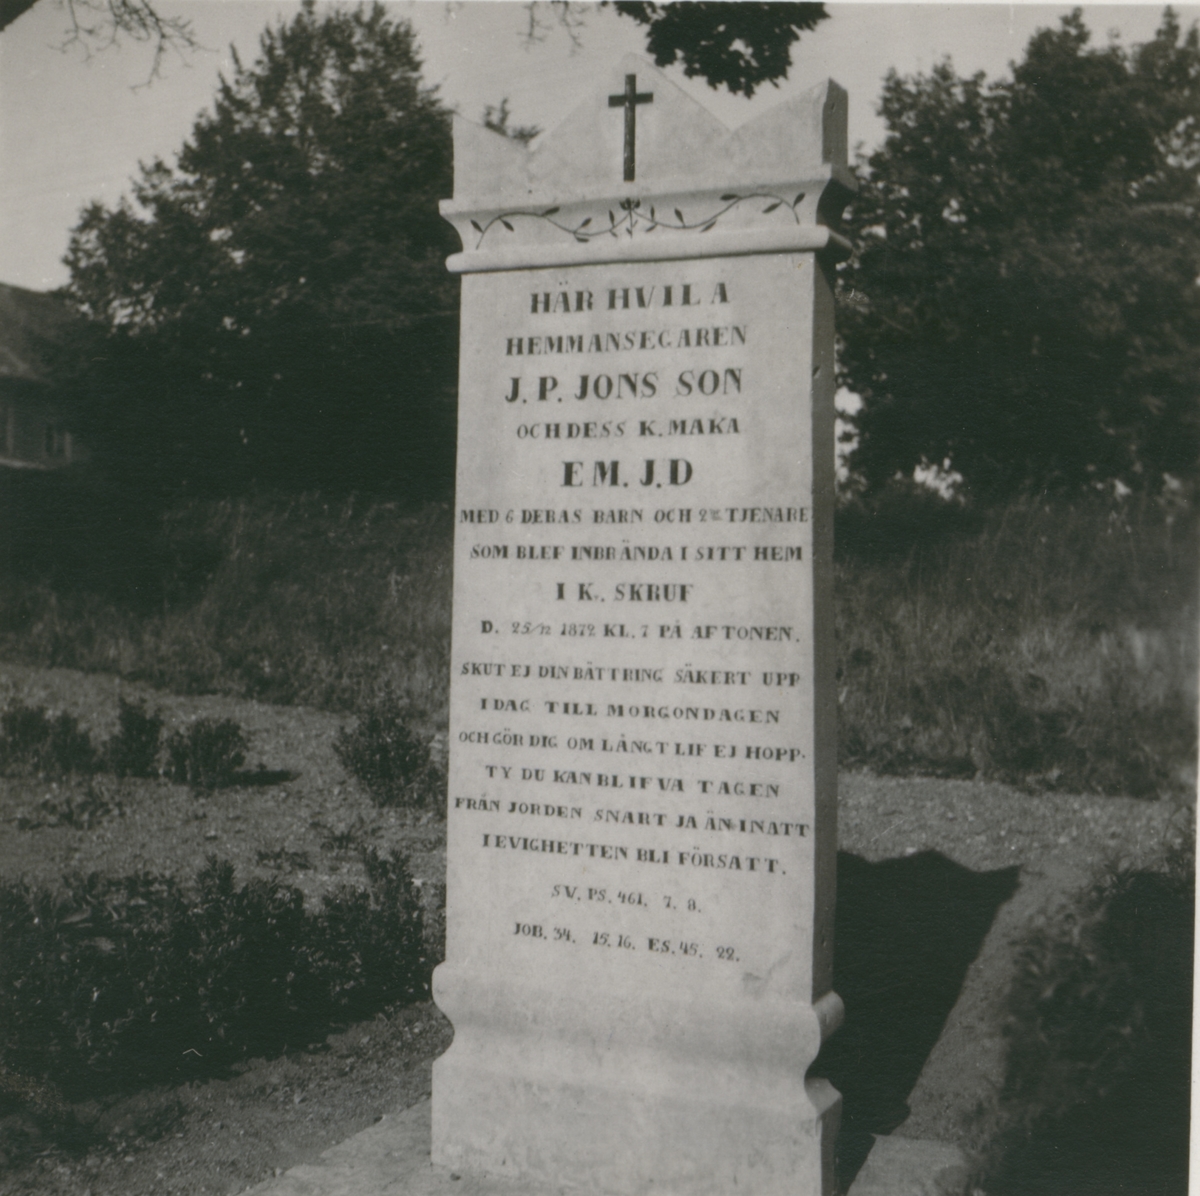 HÄR HVILA
HEMMANSEGAREN
J. P. JONS SON
OCH DESS K. MAKA
E M. J. D
MED 6 DERAS BARN OCH 2NE TJENARE
SOM BLEF INBRÄNDA I SITT HEM
I K. SKRUF
D. 25/12 1872 KL. 7 PÅ AFTONEN.
SKUT EJ DIN BÄTTRING SÄKERT UPP
I DAG TILL MORGONDAGEN
OCH GÖR DIG OM LÅNGT LIF EJ HOPP.
TY DU KAN BLIFVA TAGEN
FRÅN JORDEN SNART JA ÄN I NATT
I EVIGHETTEN BLI FÖRSATT.
SV. PS. 461. 7. 8.
JOB. 34. 15. 16. ES. 45. 22.